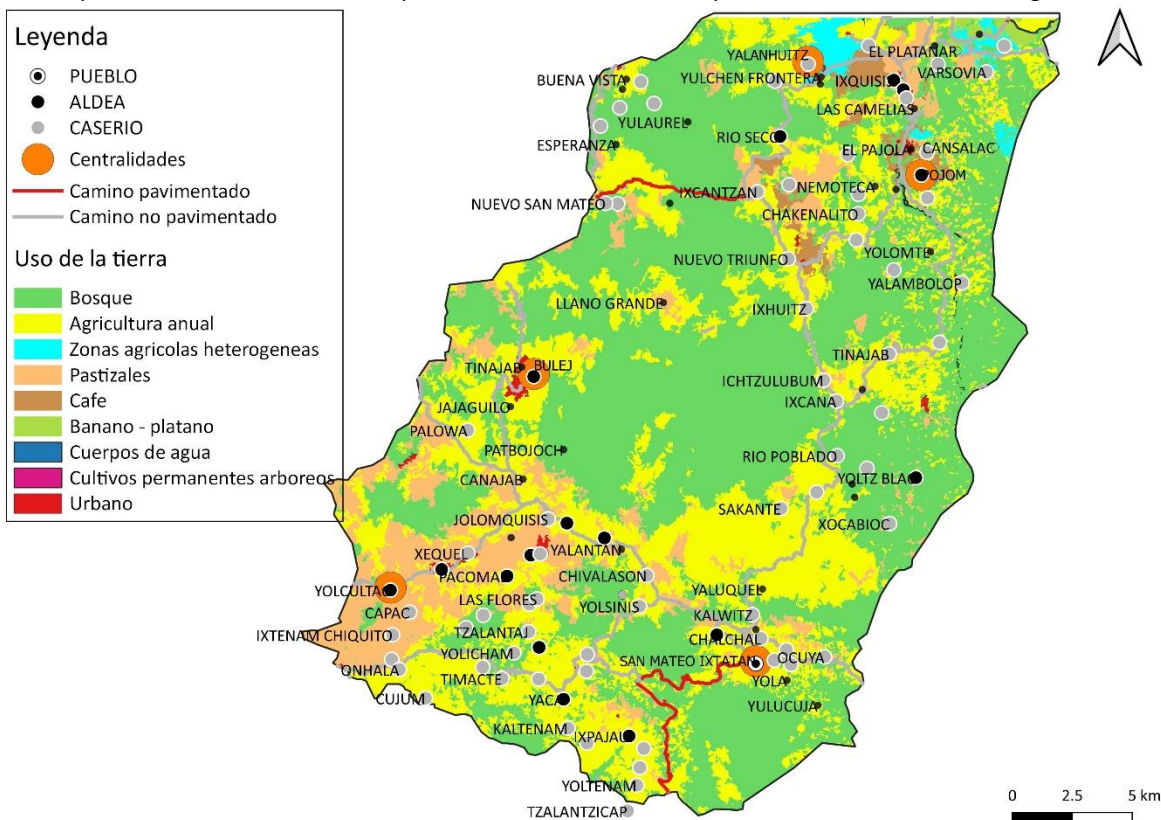 Leyenda
PUEBLO
ALDEA
CASERIO
Centralidades
Camino pavimentado
Camino no pavimentado
Uso de la tierra
Bosque
Agricultura anual
Zonas agricolas heterogeneas
Pastizales
Cafe
Banano - platano
Cuerpos de agua
Cultivos permanentes arboreos
Urbano
YALANHUITZ
EL PLATANAR
BUENA VISTA
YULCHEN FRONTERA
IXQUISIS
VARSOVIA
LAS CAMELIAS
YULAUREL
RIO SECO
ESPERANZA
EL PAJOLA
CANSALAC
POJOM
NEMOTECA
IXCANTZAN
NUEVO SAN MATEO
CHAKENALITO
YOLOMTE
NUEVO TRIUNFO
YALAMBOLOP
LLANO GRANDE
IXHUITZ
TINAJAB
BULEJ
TINAJAB
ICHTZULUBUM
IXCANA
JAJAGUILO
PALOWA
PATBOJOCH
RIO POBLADO
CANAJAB
YOLTZ BLAC
SAKANTE
XOCABIOC
JOLOMQUISIS
XEQUEL
YALANTAN
PACOMAL
CHIVALASON
YOLCULTAC
YALUQUEL
LAS FLORES
YOLSINIS
CAPAC
KALWITZ
IXTENAM CHIQUITO
TZALANTAJ
CHALCHAL
YOLICHAM
SAN MATEO IXTATAN
OCUYA
ONHALA
TIMACTE
YOLA
CUJUM
YACA
YULUCUJA
KALTENAM
IXPAJAU
YOLTENAM
TZALANTZICAP
0 2.5 5 km